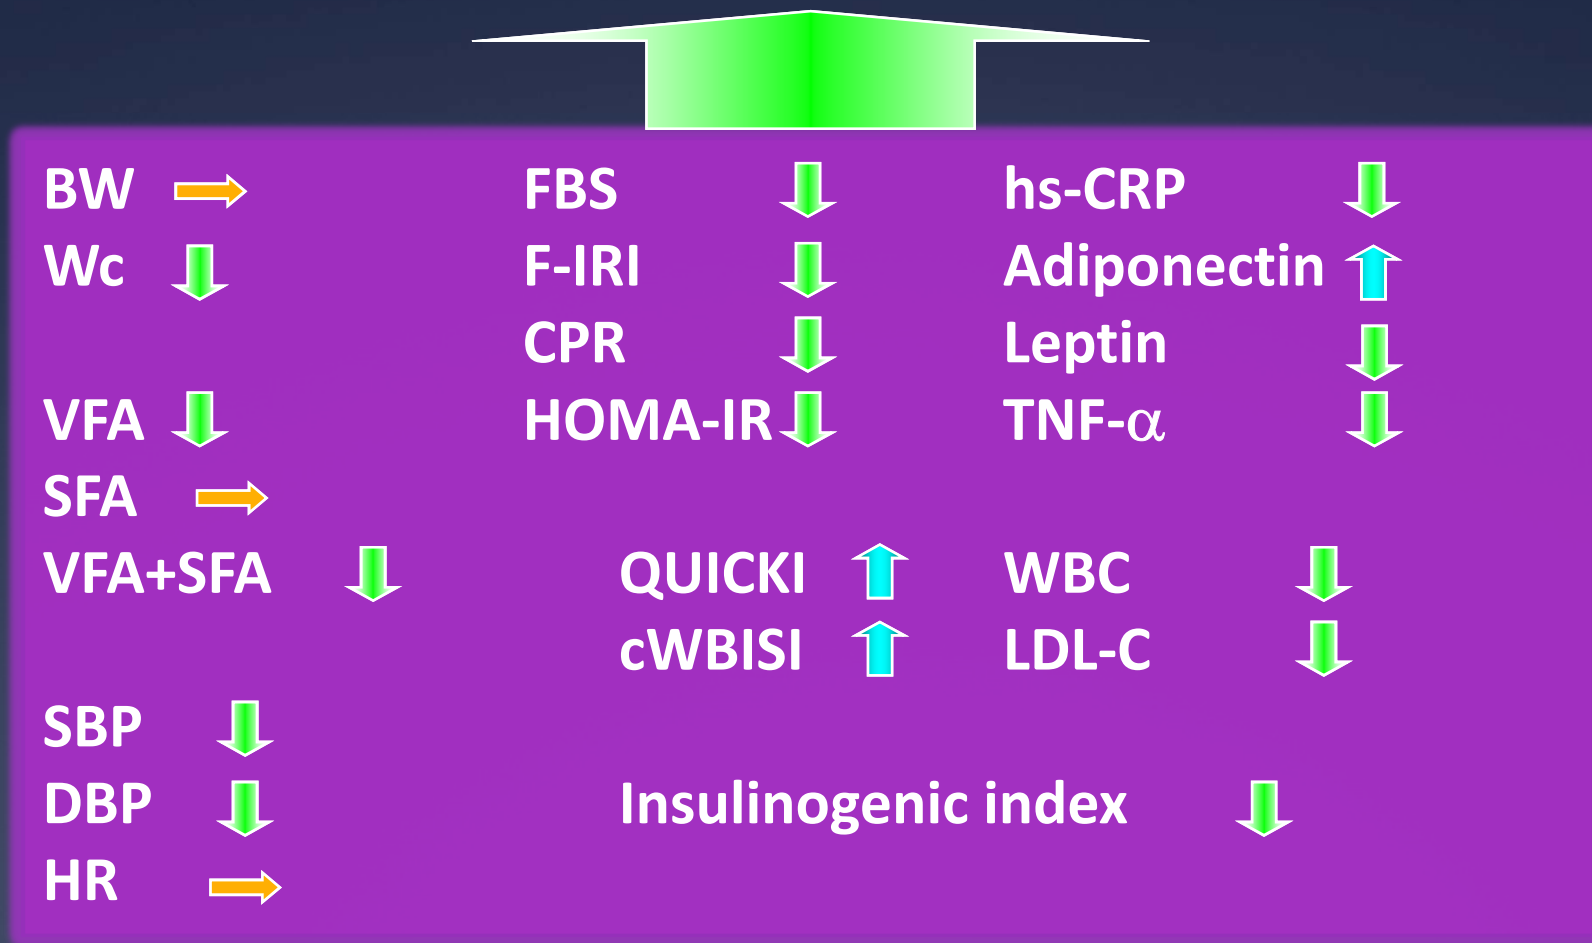 BW
Wc
VFA
SFA
VFA+SFA
SBP
DBP
HR
FBS
F-IRI
CPR
HOMA-IR
QUICKI
cWBISI
Insulinogenic index
hs-CRP
Adiponectin
Leptin
TNF-α
WBC
LDL-C